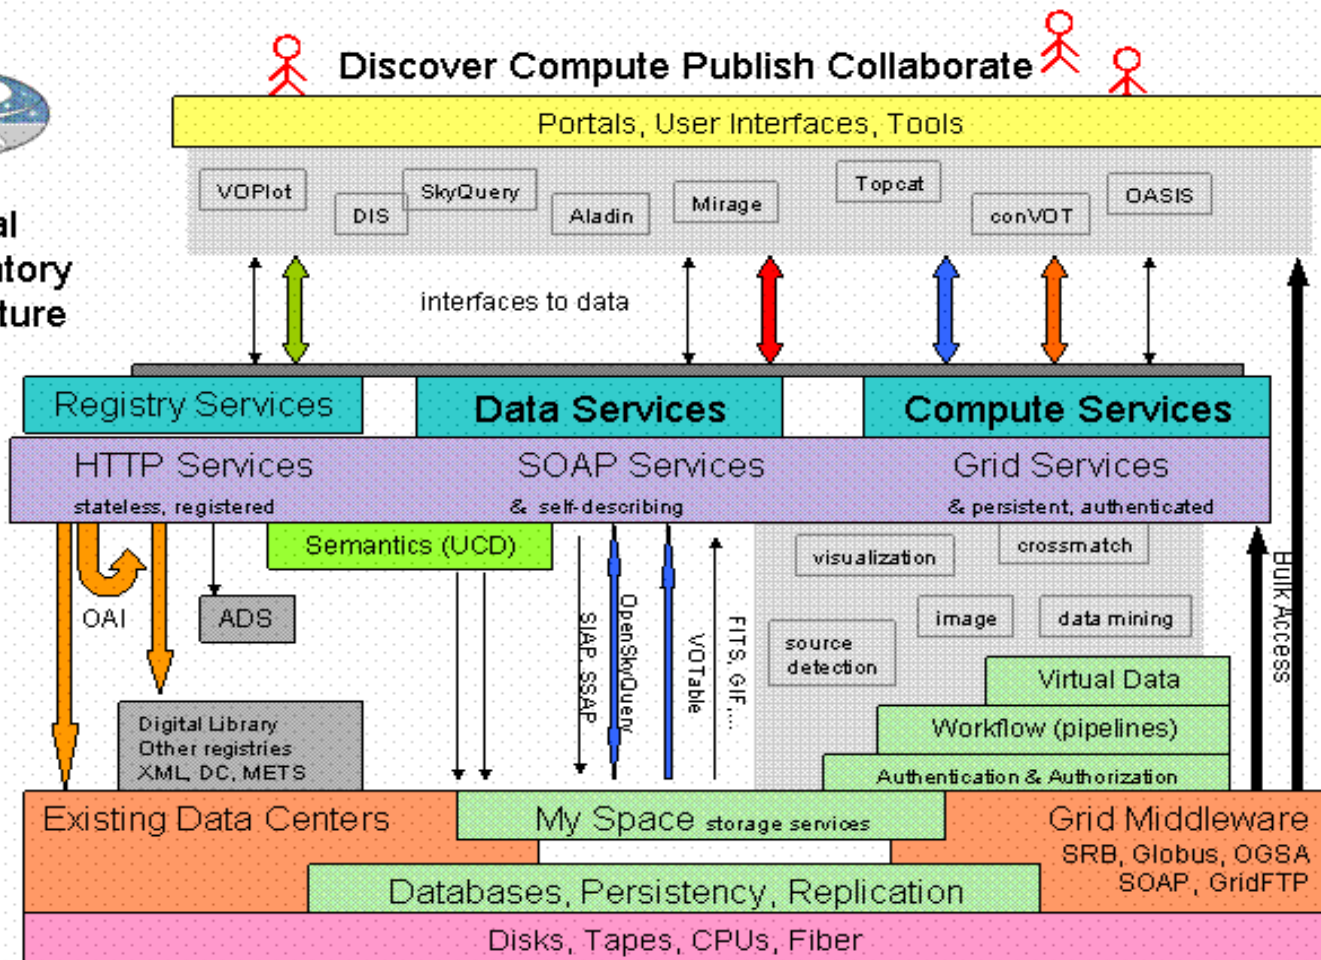 Discover Compute Publish Collaborate
Portals, User Interfaces, Tools
VOPlot
DIS
SkyQuery
Aladin
Mirage
Topcat
conVOT
OASIS
al
atory
ture
interfaces to data
Registry Services
Data Services
Compute Services
HTTP Services
stateless, registered
SOAP Services
& self-describing
Grid Services
& persistent, authenticated
Semantics (UCD)
OAI
ADS
Digital Library
Other registries
XML, DC, METS
SIAP, SSAP
OpenSkyQuery
VOTable
FITS, GIF,...
visualization
crossmatch
image
data mining
source
detection
Bulk Access
Virtual Data
Workflow (pipelines)
Authentication & Authorization
Existing Data Centers
My Space storage services
Grid Middleware
SRB, Globus, OGSA
SOAP, GridFTP
Databases, Persistency, Replication
Disks, Tapes, CPUs, Fiber